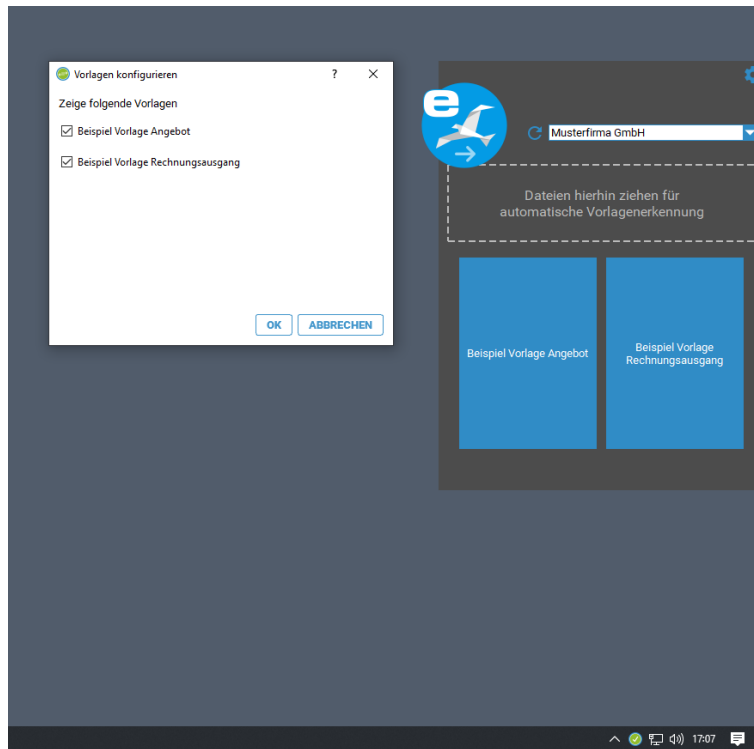 Vorlagen konfigurieren
Zeige folgende Vorlagen
Beispiel Vorlage Angebot
Beispiel Vorlage Rechnungsausgang
OK
ABBRECHEN
e
Musterfirma GmbH
Dateien hierhin ziehen für
automatische Vorlagenerkennung
Beispiel Vorlage Angebot
Beispiel Vorlage
Rechnungsausgang
17:07